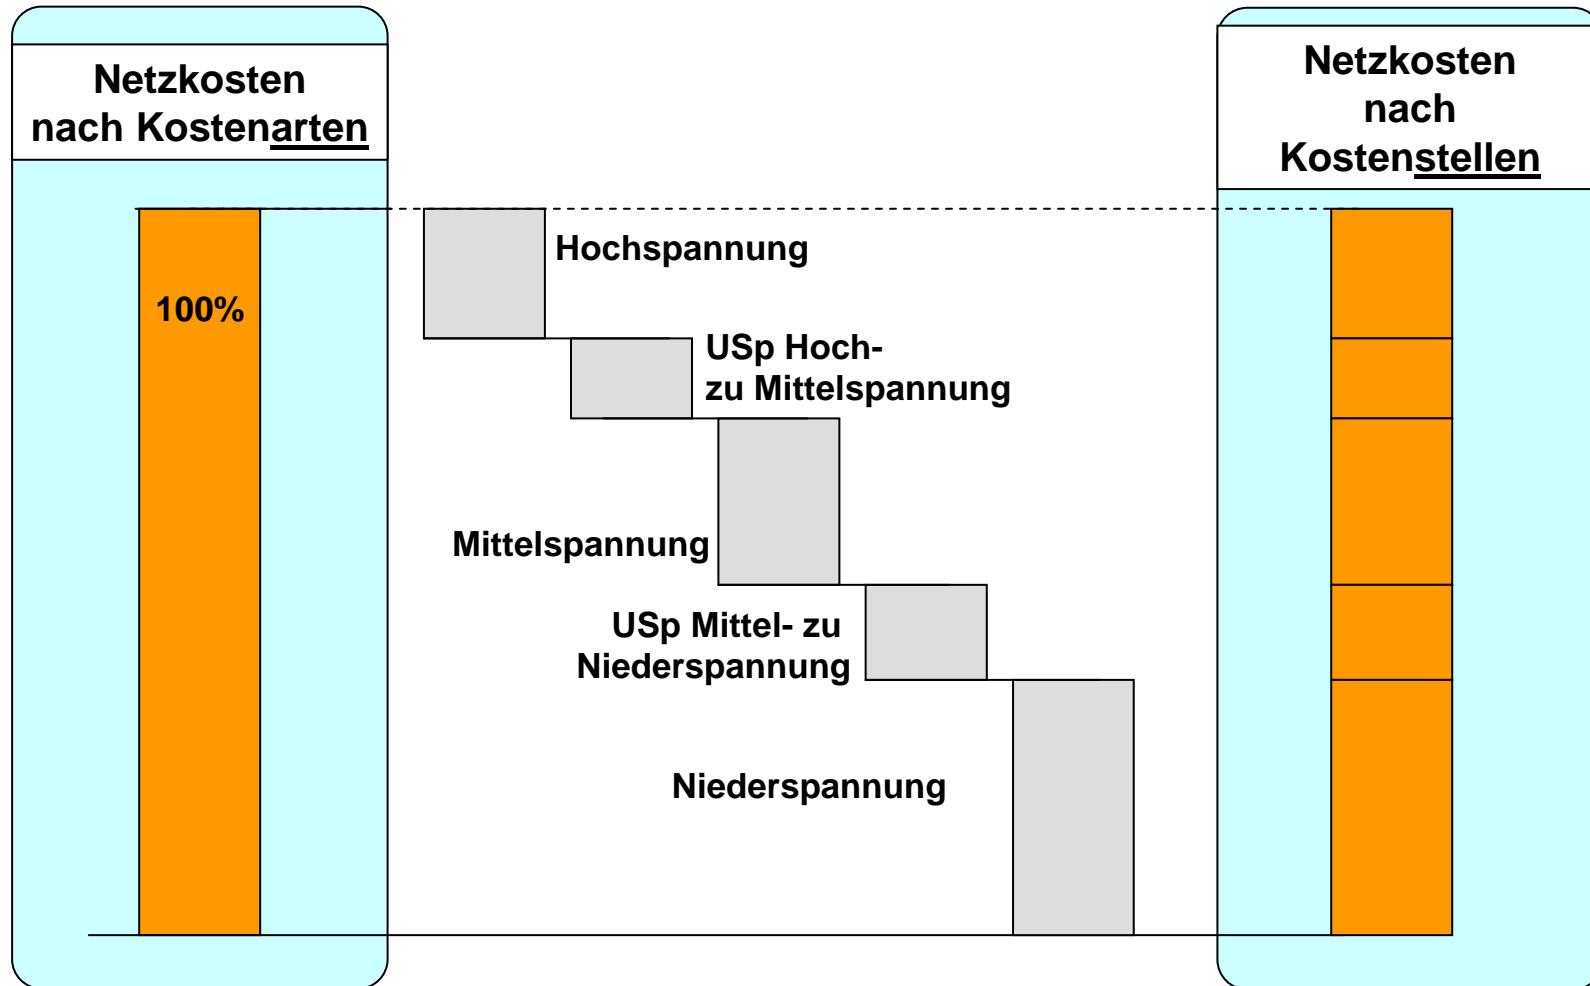 Netzkosten
nach Kostenarten
Netzkosten
nach
Kostenstellen
100%
Hochspannung
USp Hoch-
zu Mittelspannung
Mittelspannung
USp Mittel- zu
Niederspannung
Niederspannung